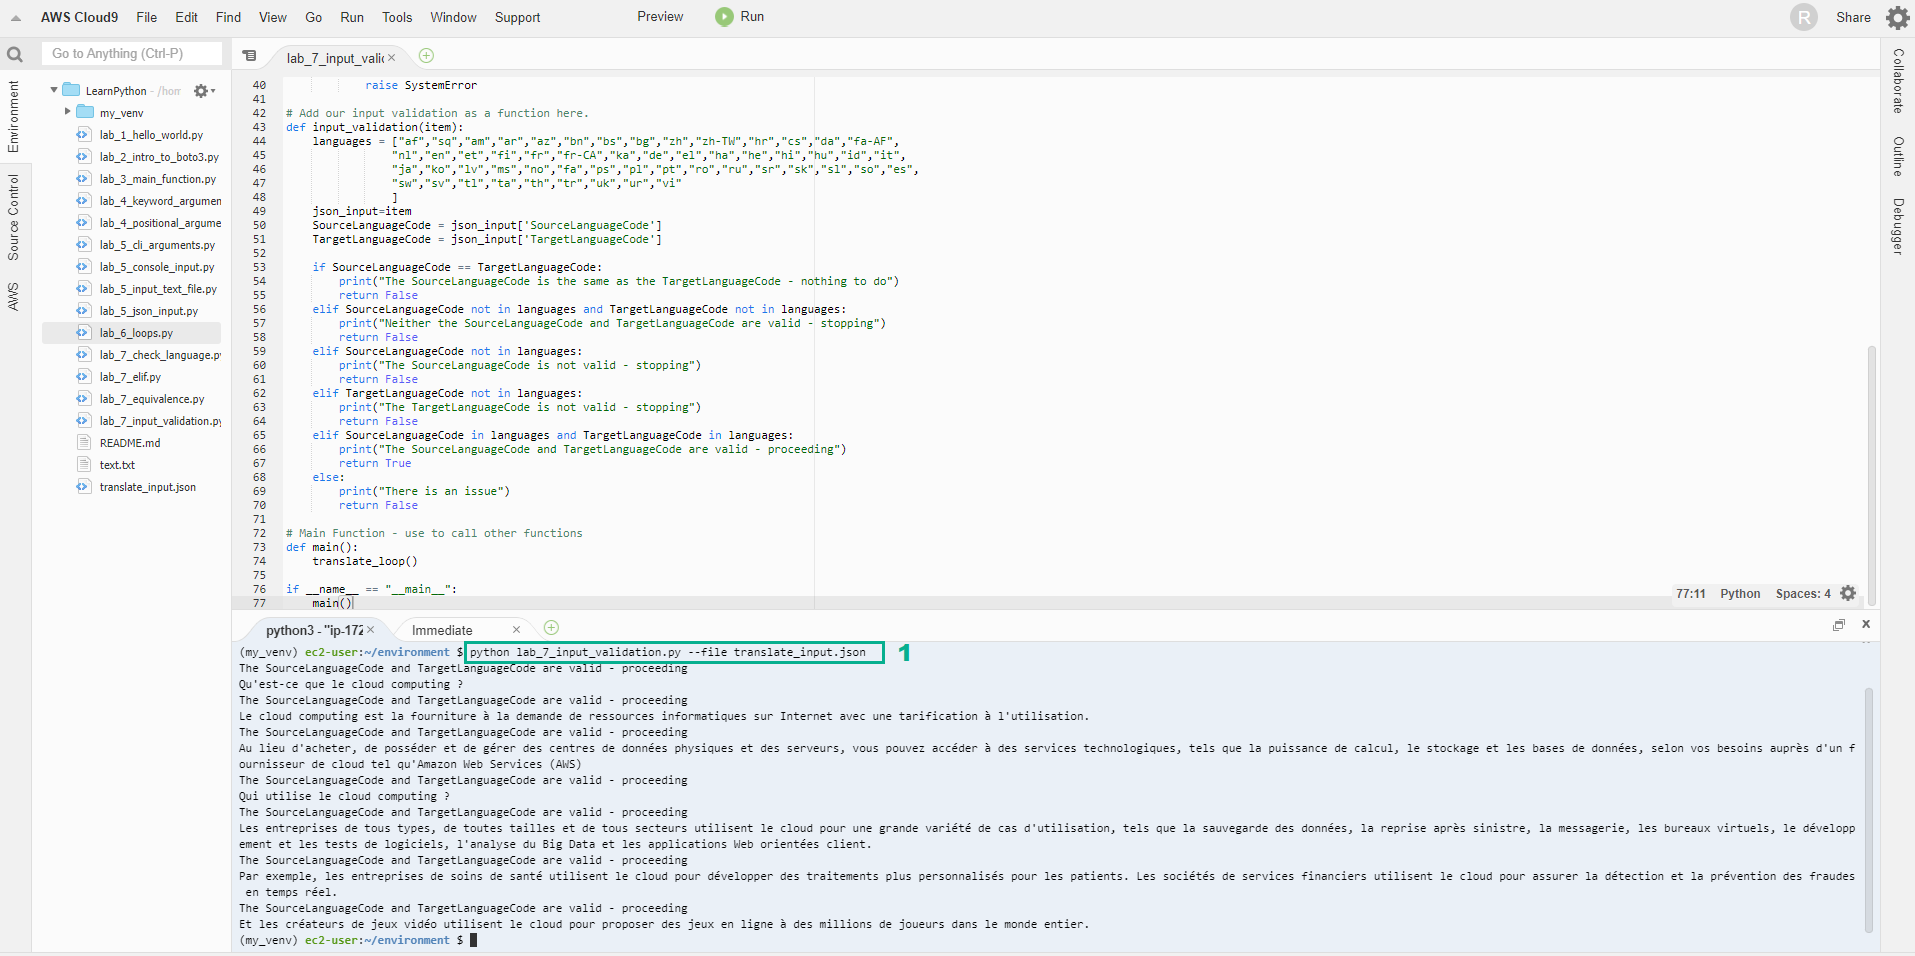 AWS Cloud9 File Edit Find View Go Run Tools Window Support Preview Run R Share
Go to Anything (Ctrl-P)
lab_7_input_valic
Environment
Source Control
AWS
LearnPython - /hom
my_venv
lab_1_hello_world.py
lab_2_intro_to_boto3.py
lab_3_main_function.py
lab_4_keyword_argumen
lab_4_positional_argume
lab_5_cli_arguments.py
lab_5_console_input.py
lab_5_input_text_file.py
lab_5_json_input.py
lab_6_loops.py
lab_7_check_language.py
lab_7_elif.py
lab_7_equivalence.py
lab_7_input_validation.py
README.md
text.txt
translate_input.json
40 raise SystemError
41
42 # Add our input validation as a function here.
43 def input_validation(item):
44 languages = ["af","sq","am","ar","az","bn","bs","bg","zh","zh-TW","hr","cs","da","fa-AF",
45 "nl","en","et","fi","fr","fr-CA","ka","de","el","ha","he","hi","hu","id","it",
46 "ja","ko","lv","ms","no","fa","ps","pl","pt","ro","ru","sr","sk","sl","so","es",
47 "sw","sv","tl","ta","th","tr","uk","ur","vi"
48 ]
49 json_input=item
50 SourceLanguageCode = json_input['SourceLanguageCode']
51 TargetLanguageCode = json_input['TargetLanguageCode']
52
53 if SourceLanguageCode == TargetLanguageCode:
54 print("The SourceLanguageCode is the same as the TargetLanguageCode - nothing to do")
55 return False
56 elif SourceLanguageCode not in languages and TargetLanguageCode not in languages:
57 print("Neither the SourceLanguageCode and TargetLanguageCode are valid - stopping")
58 return False
59 elif SourceLanguageCode not in languages:
60 print("The SourceLanguageCode is not valid - stopping")
61 return False
62 elif TargetLanguageCode not in languages:
63 print("The TargetLanguageCode is not valid - stopping")
64 return False
65 elif SourceLanguageCode in languages and TargetLanguageCode in languages:
66 print("The SourceLanguageCode and TargetLanguageCode are valid - proceeding")
67 return True
68 else:
69 print("There is an issue")
70 return False
71
72 # Main Function - use to call other functions
73 def main():
74 translate_loop()
75
76 if __name__ == "__main__":
77 main()
77:11 Python Spaces: 4
Collaborate
Outline
Debugger
python3 - "ip-172 Immediate
(my_venv) ec2-user:~/environment $ python lab_7_input_validation.py --file translate_input.json 1
The SourceLanguageCode and TargetLanguageCode are valid - proceeding
Qu'est-ce que le cloud computing ?
The SourceLanguageCode and TargetLanguageCode are valid - proceeding
Le cloud computing est la fourniture à la demande de ressources informatiques sur Internet avec une tarification à l'utilisation.
The SourceLanguageCode and TargetLanguageCode are valid - proceeding
Au lieu d'acheter, de posséder et de gérer des centres de données physiques et des serveurs, vous pouvez accéder à des services technologiques, tels que la puissance de calcul, le stockage et les bases de données, selon vos besoins auprès d'un f
ournisseur de cloud tel qu'Amazon Web Services (AWS)
The SourceLanguageCode and TargetLanguageCode are valid - proceeding
Qui utilise le cloud computing ?
The SourceLanguageCode and TargetLanguageCode are valid - proceeding
Les entreprises de tous types, de toutes tailles et de tous secteurs utilisent le cloud pour une grande variété de cas d'utilisation, tels que la sauvegarde des données, la reprise après sinistre, la messagerie, les bureaux virtuels, le développ
ement et les tests de logiciels, l'analyse du Big Data et les applications Web orientées client.
The SourceLanguageCode and TargetLanguageCode are valid - proceeding
Par exemple, les entreprises de soins de santé utilisent le cloud pour développer des traitements plus personnalisés pour les patients. Les sociétés de services financiers utilisent le cloud pour assurer la détection et la prévention des fraudes
en temps réel.
The SourceLanguageCode and TargetLanguageCode are valid - proceeding
Et les créateurs de jeux vidéo utilisent le cloud pour proposer des jeux en ligne à des millions de joueurs dans le monde entier.
(my_venv) ec2-user:~/environment $